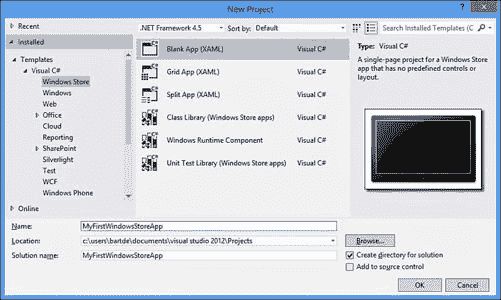 New Project
? ×
Recent
.NET Framework 4.5 Sort by: Default
Search Installed Templates (C
Installed
Templates
Visual C#
Windows Store
Windows
Web
Office
Cloud
Reporting
SharePoint
Silverlight
Test
WCF
Windows Phone
Online
Blank App (XAML) Visual C#
Grid App (XAML) Visual C#
Split App (XAML) Visual C#
Class Library (Windows Store apps) Visual C#
Windows Runtime Component Visual C#
Unit Test Library (Windows Store apps) Visual C#
Type: Visual C#
A single-page project for a Windows Store
app that has no predefined controls or
layout.
Name: MyFirstWindowsStoreApp
Location: c:\users\bartde\documents\visual studio 2012\Projects
Browse...
Solution name: MyFirstWindowsStoreApp
Create directory for solution
Add to source control
OK Cancel